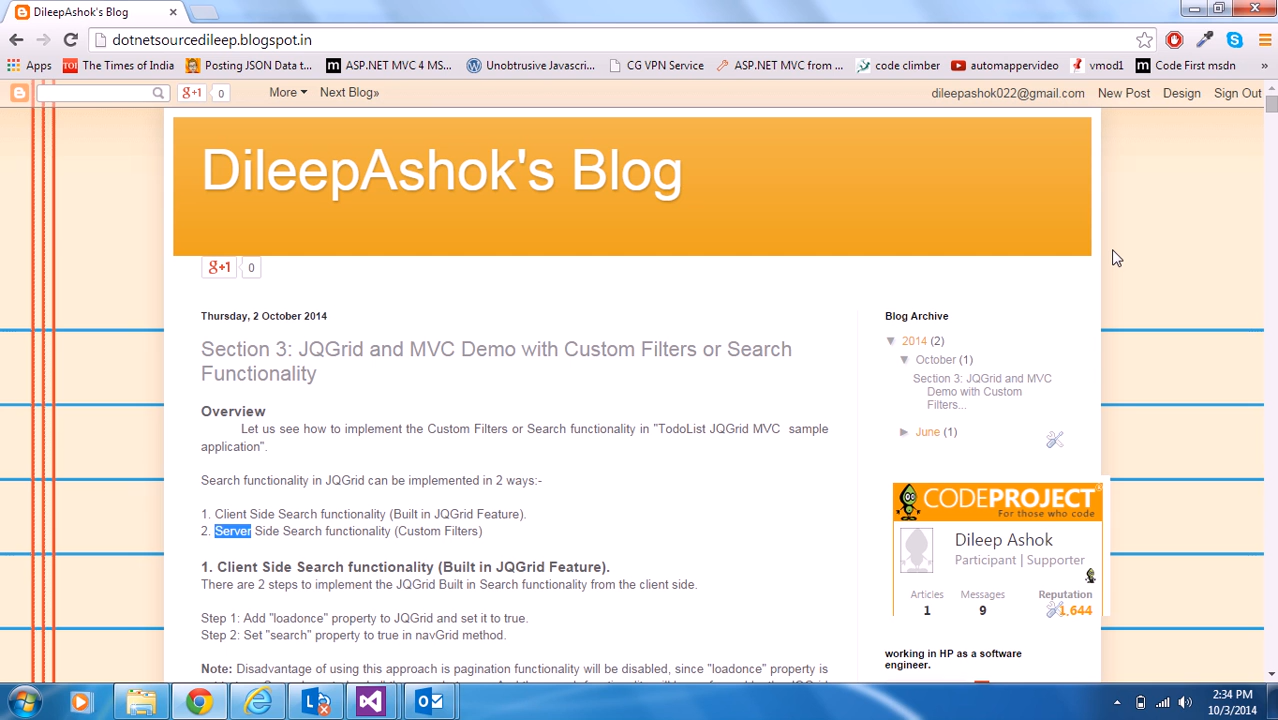 DileepAshok's Blog
dotnetsourcedileep.blogspot.in
Apps
The Times of India
Posting JSON Data t...
ASP.NET MVC 4 MS...
Unobtrusive Javascri...
CG VPN Service
ASP.NET MVC from ...
code climber
automappervideo
vmod1
Code First msdn
»
g+1 0
More
Next Blog»
dileepashok022@gmail.com
New Post
Design
Sign Out
DileepAshok's Blog
g+1 0
Thursday, 2 October 2014
Section 3: JQGrid and MVC Demo with Custom Filters or Search
Functionality
Overview
Let us see how to implement the Custom Filters or Search functionality in "TodoList JQGrid MVC sample
application".
Search functionality in JQGrid can be implemented in 2 ways:-
1. Client Side Search functionality (Built in JQGrid Feature).
2. Server Side Search functionality (Custom Filters)
1. Client Side Search functionality (Built in JQGrid Feature).
There are 2 steps to implement the JQGrid Built in Search functionality from the client side.
Step 1: Add "loadonce" property to JQGrid and set it to true.
Step 2: Set "search" property to true in navGrid method.
Note: Disadvantage of using this approach is pagination functionality will be disabled, since "loadonce" property is
Blog Archive
▼ 2014 (2)
▼ October (1)
Section 3: JQGrid and MVC
Demo with Custom
Filters...
► June (1)
CODEPROJECT
For those who code
Dileep Ashok
Participant | Supporter
Articles Messages Reputation
1 9 1,644
working in HP as a software
engineer.
2:34 PM
10/3/2014